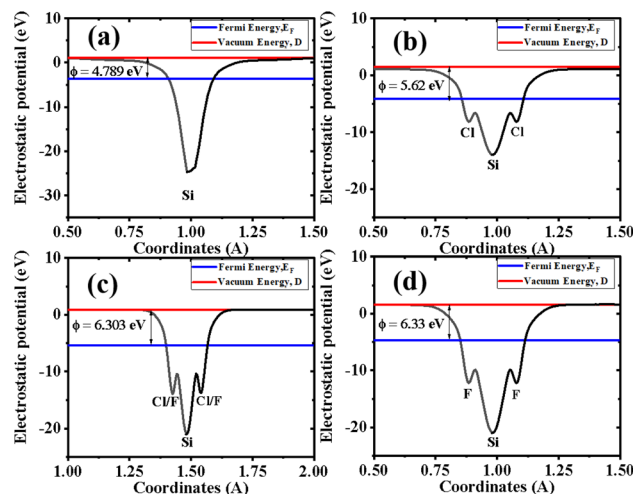 (a)
Fermi Energy,E_F
Vacuum Energy, D
ϕ = 4.789 eV
Si
Electrostatic potential (eV)
10
0
-10
-20
-30
0.50 0.75 1.00 1.25 1.50
Coordinates (A)
(b)
Fermi Energy,E_F
Vacuum Energy, D
ϕ = 5.62 eV
Cl Cl
Si
Electrostatic potential (eV)
10
0
-10
-20
0.50 0.75 1.00 1.25 1.50
Coordinates (A)
(c)
Fermi Energy,E_F
Vacuum Energy, D
ϕ = 6.303 eV
Cl/F Cl/F
Si
Electrostatic potential (eV)
10
0
-10
-20
1.00 1.25 1.50 1.75 2.00
Coordinates (A)
(d)
Fermi Energy,E_F
Vacuum Energy, D
ϕ = 6.33 eV
F F
Si
Electrostatic potential (eV)
10
0
-10
-20
0.50 0.75 1.00 1.25 1.50
Coordinates (A)